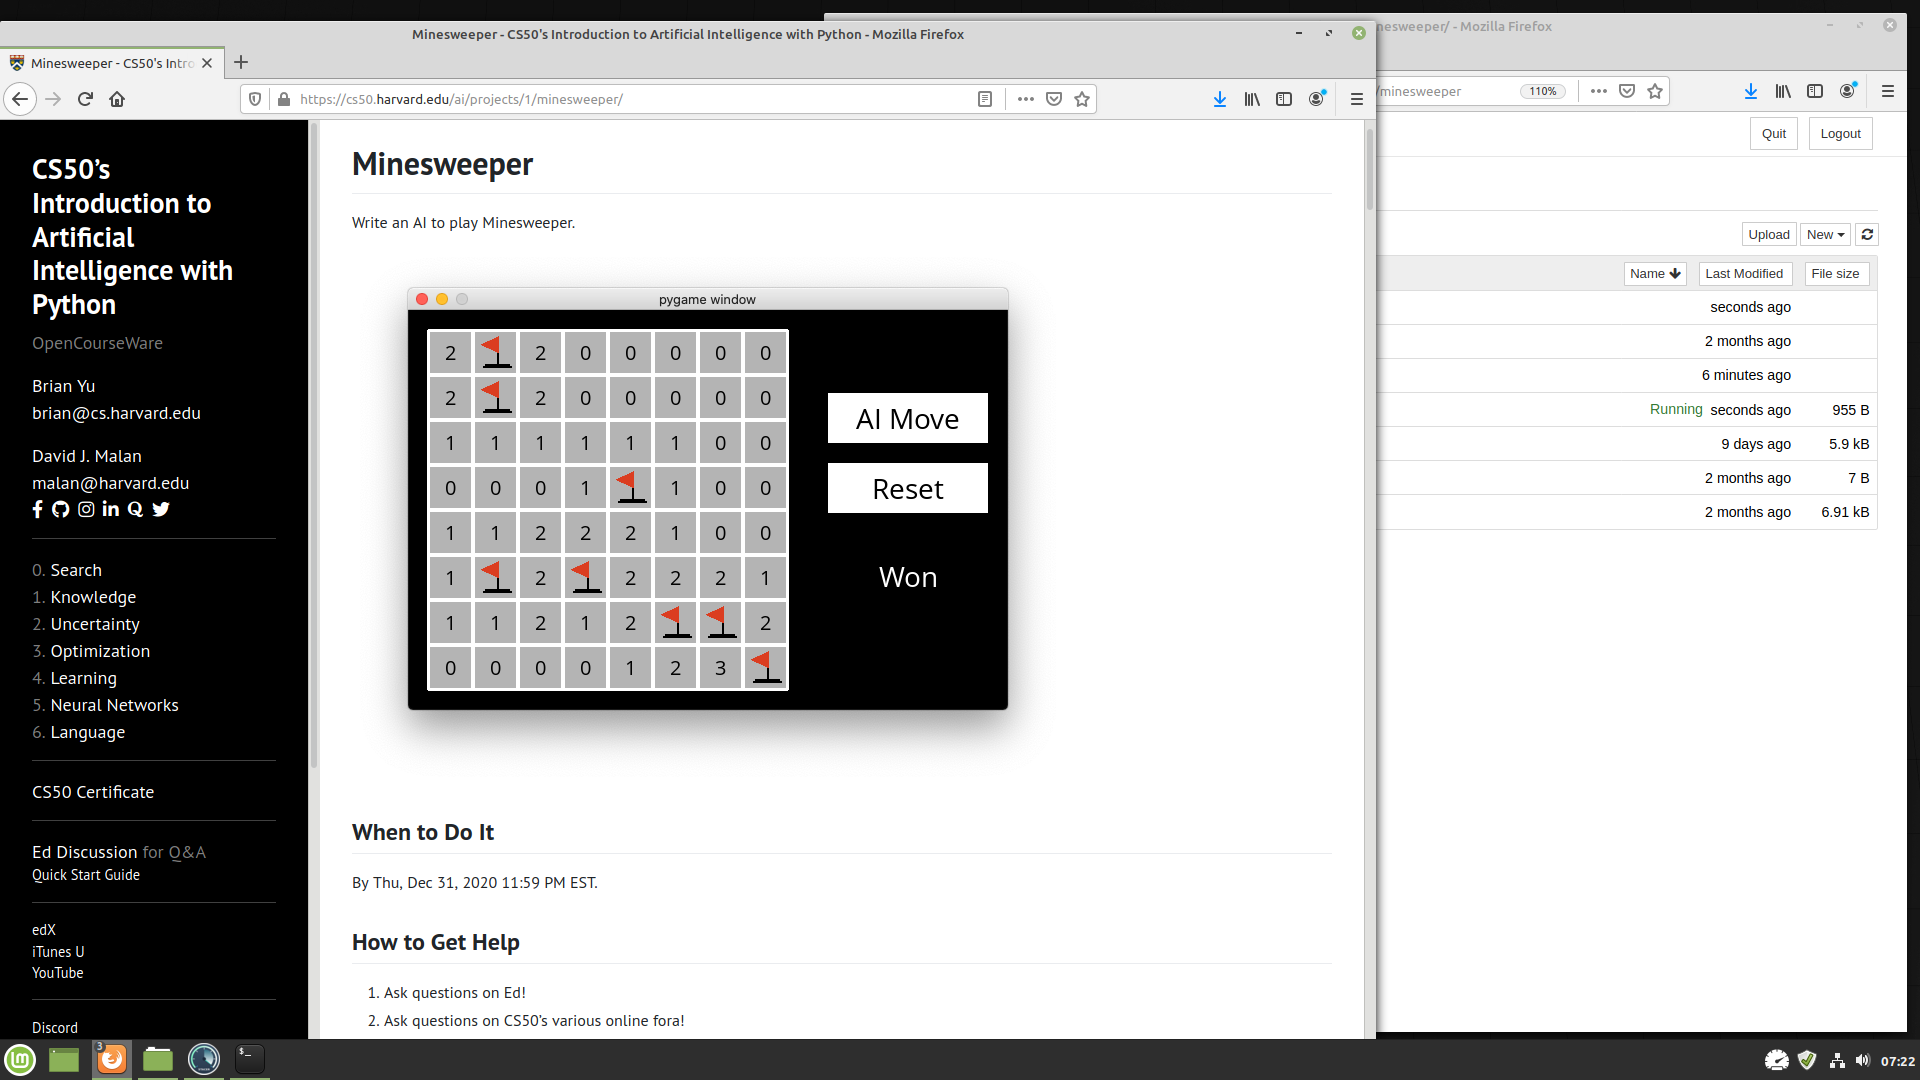 Minesweeper - CS50's Introduction to Artificial Intelligence with Python - Mozilla Firefox
nesweeper/ - Mozilla Firefox
Minesweeper - CS50's Intro
https://cs50.harvard.edu/ai/projects/1/minesweeper/
/minesweeper
110%
Quit
Logout
CS50's
Introduction to
Artificial
Intelligence with
Python
OpenCourseWare
Brian Yu
brian@cs.harvard.edu
David J. Malan
malan@harvard.edu
0. Search
1. Knowledge
2. Uncertainty
3. Optimization
4. Learning
5. Neural Networks
6. Language
CS50 Certificate
Ed Discussion for Q&A
Quick Start Guide
edX
iTunes U
YouTube
Discord
Minesweeper
Write an AI to play Minesweeper.
pygame window
2 2 0 0 0 0 0
2 2 0 0 0 0 0
1 1 1 1 1 1 0 0
0 0 0 1 1 0 0
1 1 2 2 2 1 0 0
1 2 2 2 2 1
1 1 2 1 2 2
0 0 0 0 1 2 3
AI Move
Reset
Won
When to Do It
By Thu, Dec 31, 2020 11:59 PM EST.
How to Get Help
1. Ask questions on Ed!
2. Ask questions on CS50's various online fora!
Upload
New
Name
Last Modified
File size
seconds ago
2 months ago
6 minutes ago
Running seconds ago 955 B
9 days ago 5.9 kB
2 months ago 7 B
2 months ago 6.91 kB
3
07:22